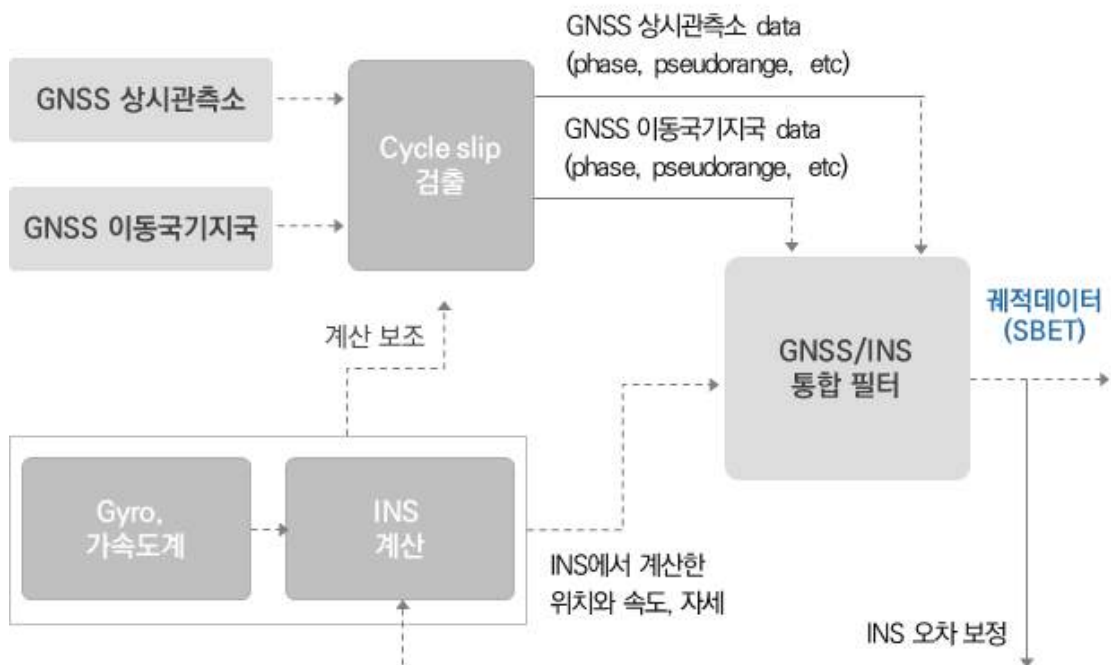 GNSS 상시관측소 data
(phase, pseudorange, etc)
GNSS 상시관측소
Cycle slip
검출
GNSS 이동국기지국 data
(phase, pseudorange, etc)
GNSS 이동국기지국
계산 보조
GNSS/INS
통합 필터
궤적데이터
(SBET)
Gyro,
가속도계
INS
계산
INS에서 계산한
위치와 속도, 자세
INS 오차 보정